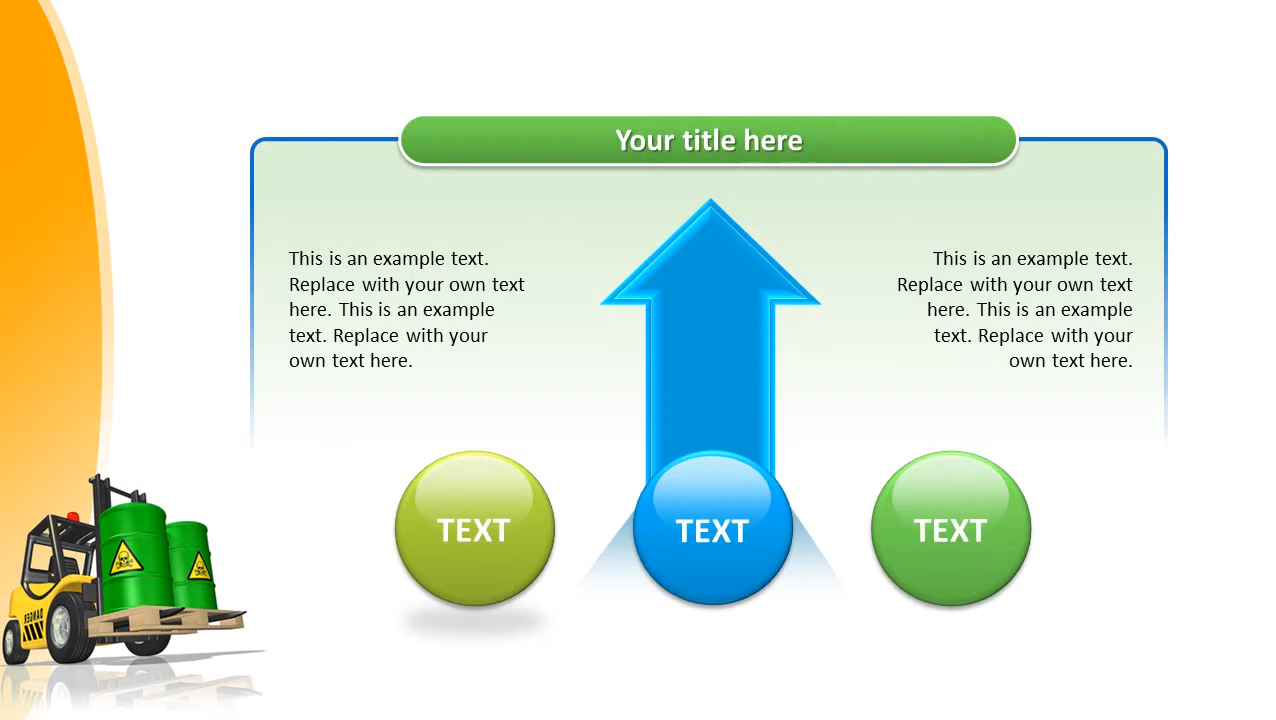 Your title here
This is an example text.
Replace with your own text
here. This is an example
text. Replace with your
own text here.
This is an example text.
Replace with your own text
here. This is an example
text. Replace with your
own text here.
TEXT
TEXT
TEXT
DANGER